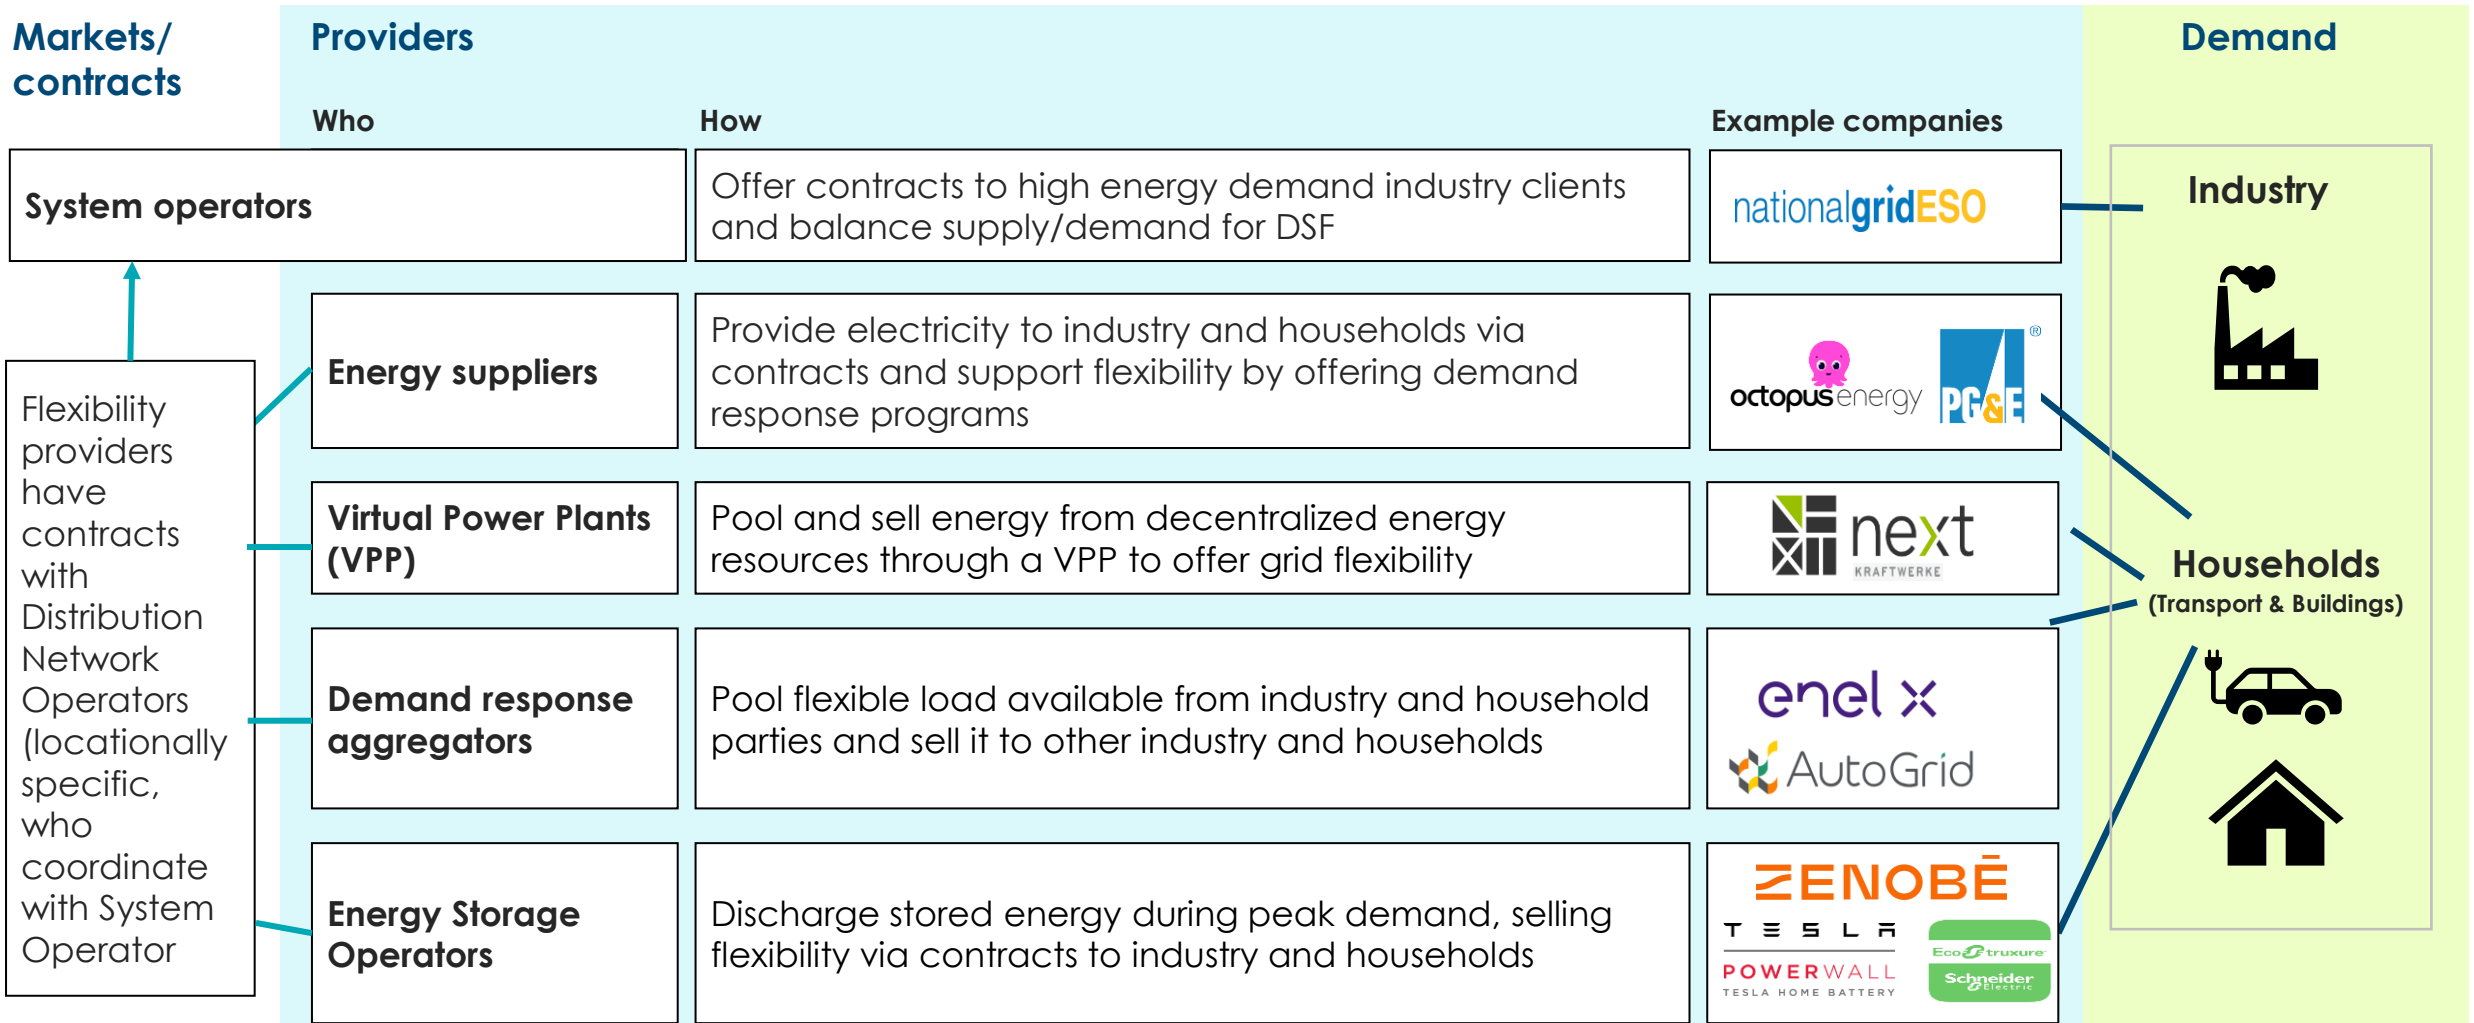 Markets/
contracts
Providers
Demand
Who
How
Example companies
System operators
Offer contracts to high energy demand industry clients
and balance supply/demand for DSF
nationalgridESO
Industry
Energy suppliers
Provide electricity to industry and households via
contracts and support flexibility by offering demand
response programs
octopusenergy
PG&E®
Flexibility
providers
have
contracts
with
Distribution
Network
Operators
(locationally
specific,
who
coordinate
with System
Operator
Virtual Power Plants
(VPP)
Pool and sell energy from decentralized energy
resources through a VPP to offer grid flexibility
next
KRAFTWERKE
Households
(Transport & Buildings)
Demand response
aggregators
Pool flexible load available from industry and household
parties and sell it to other industry and households
enel x
AutoGrid
Energy Storage
Operators
Discharge stored energy during peak demand, selling
flexibility via contracts to industry and households
ZENOBĒ
TESLA
POWERWALL
TESLA HOME BATTERY
EcoStruxure
Schneider
Electric